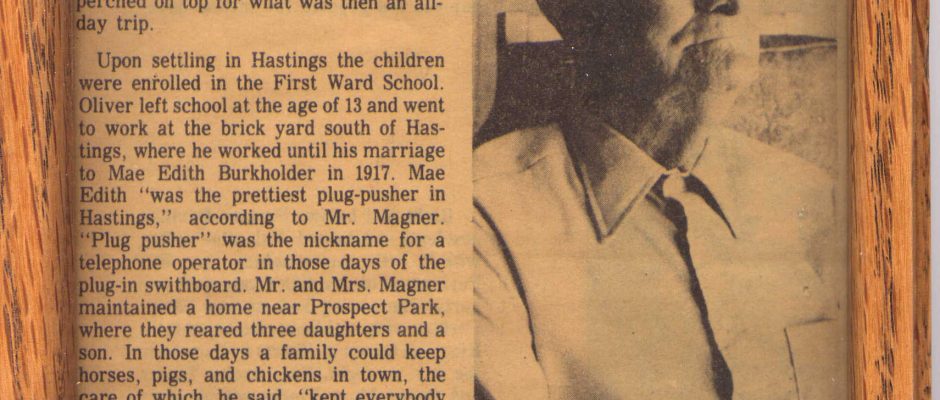 perched on top for what was then an all-
day trip.
Upon settling in Hastings the children
were enrolled in the First Ward School.
Oliver left school at the age of 13 and went
to work at the brick yard south of Has-
tings, where he worked until his marriage
to Mae Edith Burkholder in 1917. Mae
Edith "was the prettiest plug-pusher in
Hastings," according to Mr. Magner.
"Plug pusher" was the nickname for a
telephone operator in those days of the
plug-in swithboard. Mr. and Mrs. Magner
maintained a home near Prospect Park,
where they reared three daughters and a
son. In those days a family could keep
horses, pigs, and chickens in town, the
care of which, he said, "kept everybody